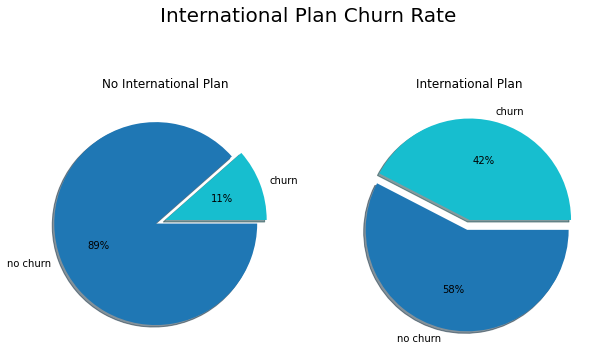 International Plan Churn Rate
No International Plan
churn
11%
89%
no churn
International Plan
churn
42%
58%
no churn